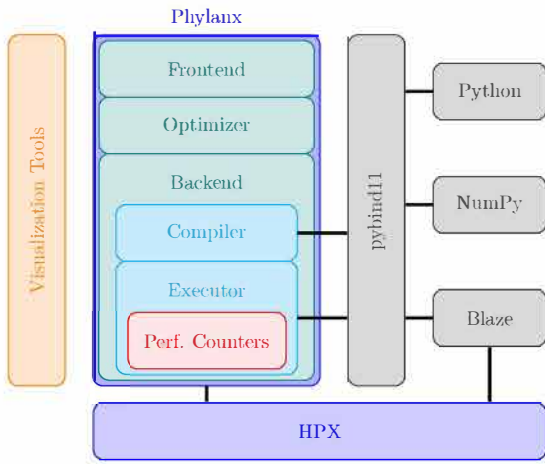 Phylanx
Visualization Tools
Frontend
Optimizer
Backend
Compiler
Executor
Perf. Counters
pybind11
Python
NumPy
Blaze
HPX